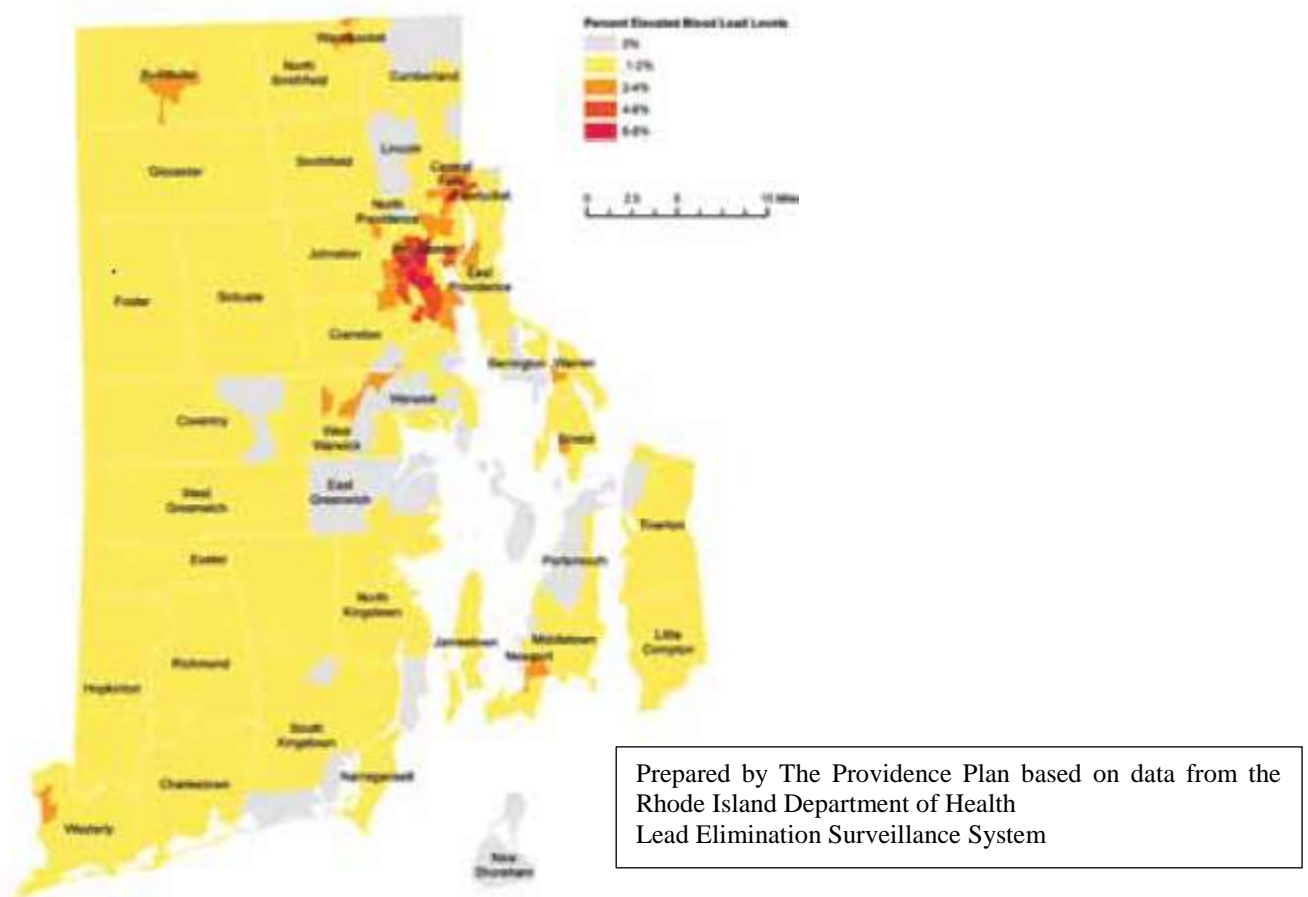 Percent Elevated Blood Lead Levels
0%
1-2%
2-4%
4-6%
6-8%
0 2.5 5 10 Miles
Woonsocket
Burrillville
North
Smithfield
Cumberland
Glocester
Smithfield
Lincoln
Central
Falls
Pawtucket
North
Providence
Johnston
Providence
East
Providence
Foster
Scituate
Cranston
Barrington
Warren
Coventry
West
Warwick
Warwick
Bristol
West
Greenwich
East
Greenwich
Tiverton
Exeter
Portsmouth
North
Kingstown
Jamestown
Middletown
Newport
Little
Compton
Richmond
Hopkinton
South
Kingstown
Charlestown
Narragansett
Westerly
New
Shoreham
Prepared by The Providence Plan based on data from the
Rhode Island Department of Health
Lead Elimination Surveillance System